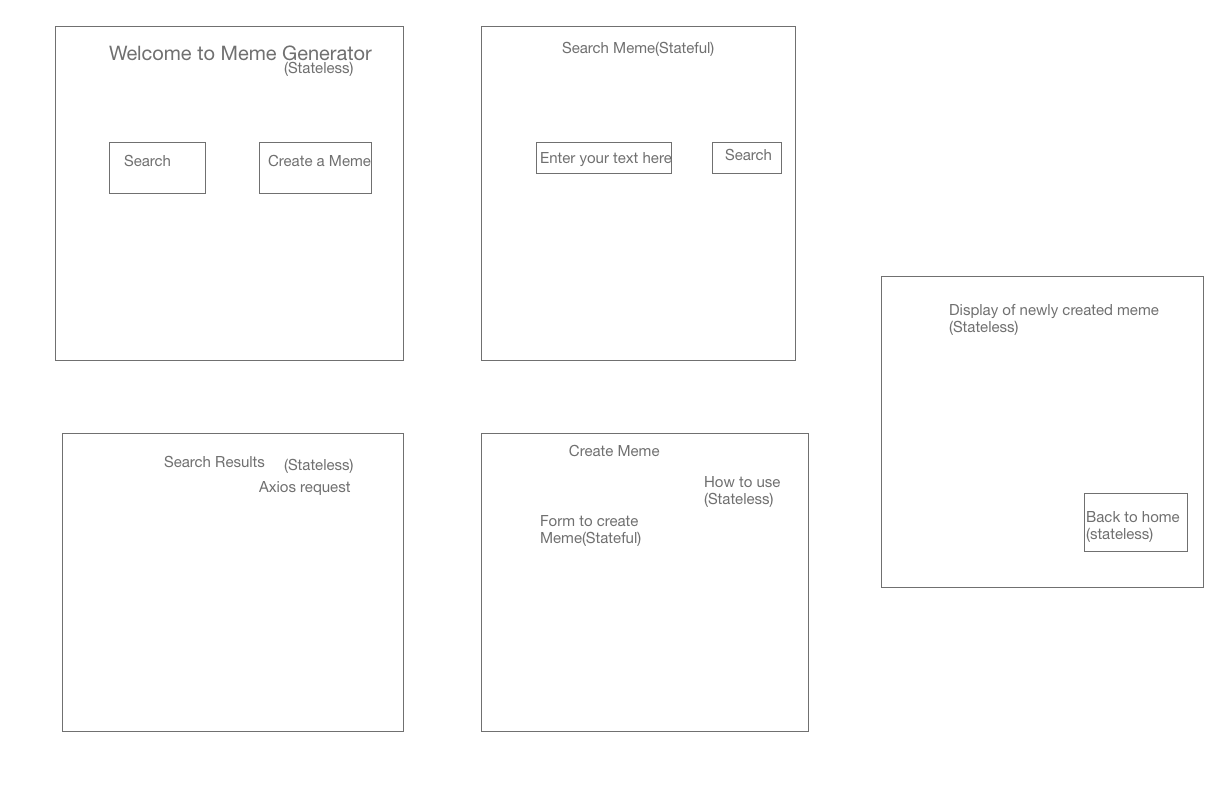 Welcome to Meme Generator
(Stateless)
Search
Create a Meme
Search Meme(Stateful)
Enter your text here
Search
Display of newly created meme
(Stateless)
Back to home
(stateless)
Search Results
(Stateless)
Axios request
Create Meme
How to use
(Stateless)
Form to create
Meme(Stateful)